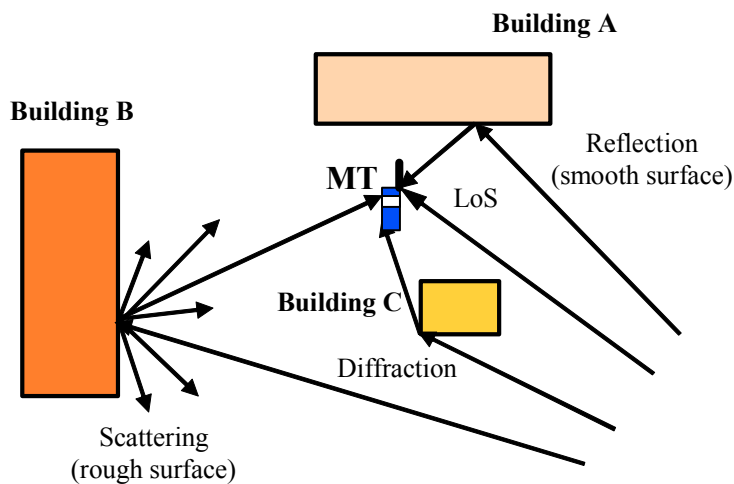 Building A
Building B
Reflection
(smooth surface)
MT
LoS
Building C
Diffraction
Scattering
(rough surface)